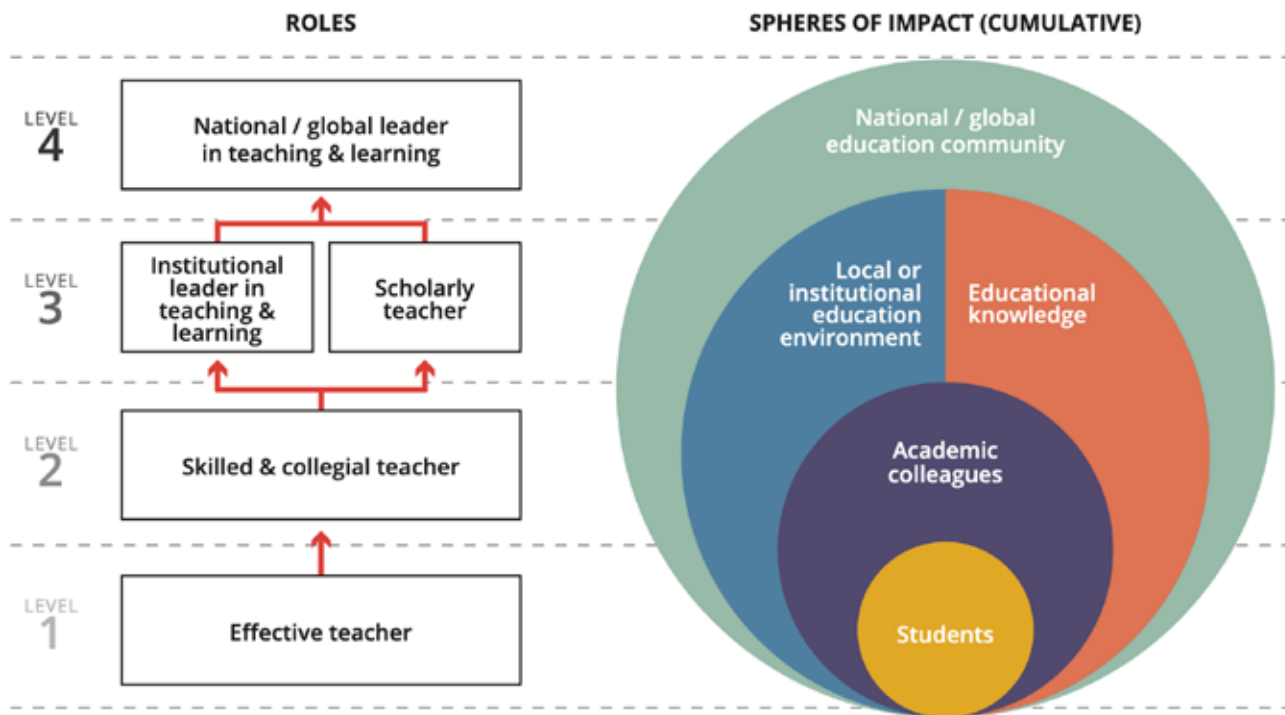 ROLES
SPHERES OF IMPACT (CUMULATIVE)
LEVEL
4
National / global leader
in teaching & learning
National / global
education community
LEVEL
3
Institutional
leader in
teaching &
learning
Scholarly
teacher
Local or
institutional
education
environment
Educational
knowledge
LEVEL
2
Skilled & collegial teacher
Academic
colleagues
LEVEL
1
Effective teacher
Students